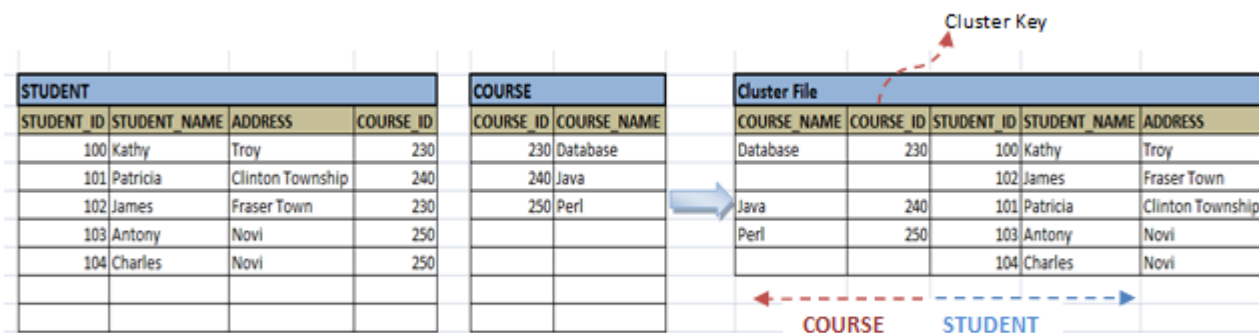 Cluster Key
STUDENT COURSE Cluster File
STUDENT_ID STUDENT_NAME ADDRESS COURSE_ID COURSE_ID COURSE_NAME COURSE_NAME COURSE_ID STUDENT_ID STUDENT_NAME ADDRESS
100 Kathy Troy 230 230 Database Database 230 100 Kathy Troy
101 Patricia Clinton Township 240 240 Java 102 James Fraser Town
102 James Fraser Town 230 250 Perl Java 240 101 Patricia Clinton Township
103 Antony Novi 250 Perl 250 103 Antony Novi
104 Charles Novi 250 104 Charles Novi
COURSE STUDENT